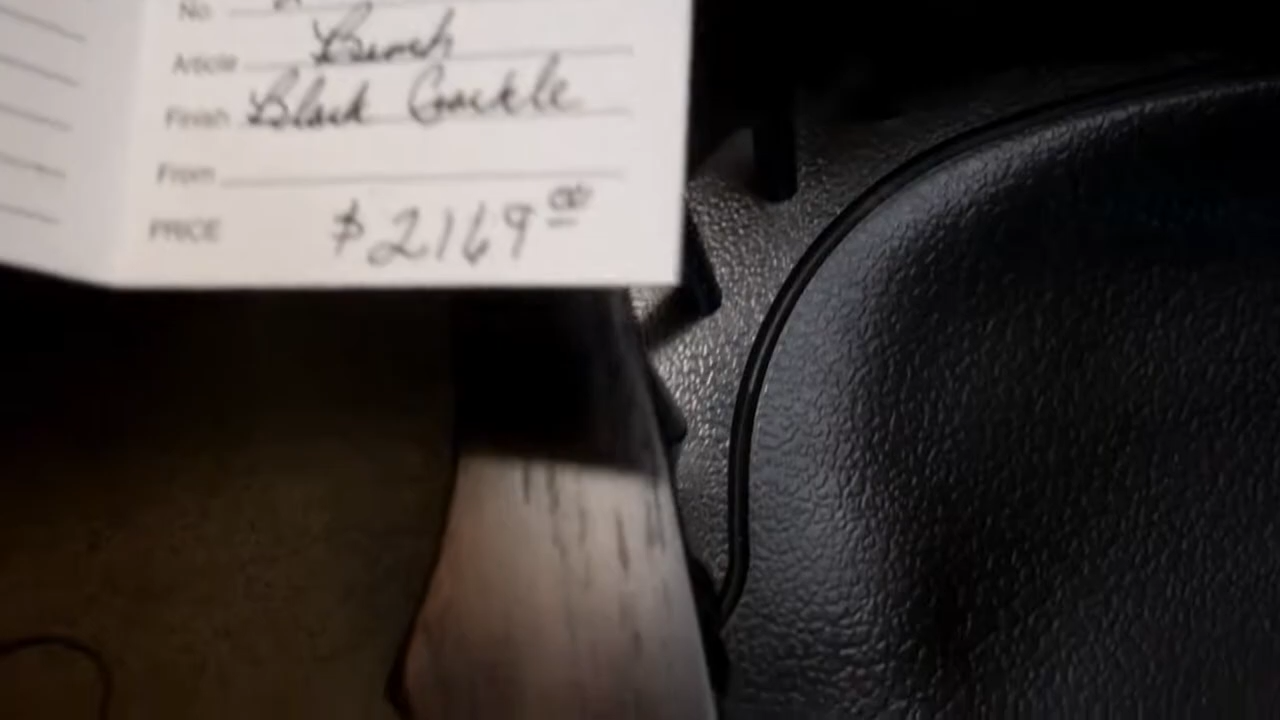 No.
Article Bench
Finish Black Crackle
From
PRICE $2169.00